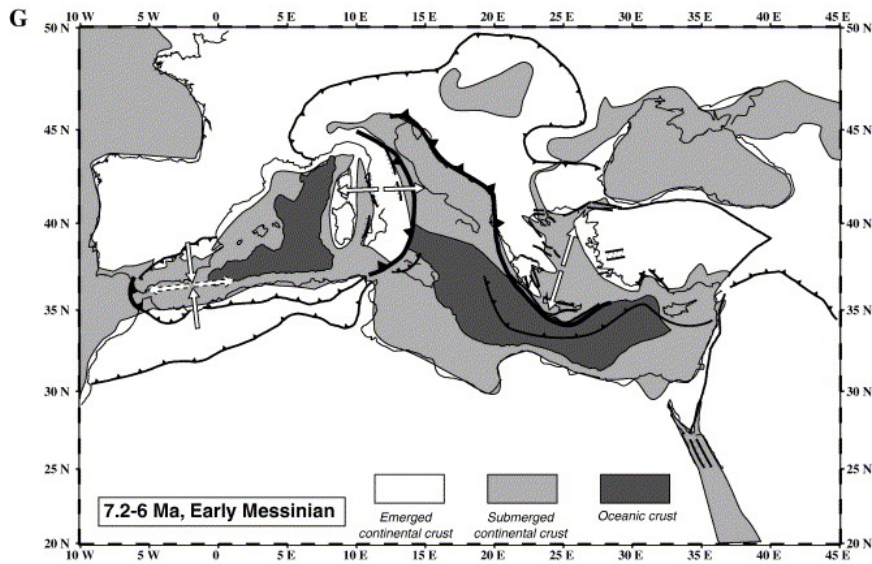 G
10 W 5 W 0 E 5 E 10 E 15 E 20 E 25 E 30 E 35 E 40 E 45 E
50 N 50 N
45 N 45 N
40 N 40 N
35 N 35 N
30 N 30 N
25 N 25 N
20 N 20 N
7.2-6 Ma, Early Messinian
Emerged
continental crust
Submerged
continental crust
Oceanic crust
10 W 5 W 0 E 5 E 10 E 15 E 20 E 25 E 30 E 35 E 40 E 45 E